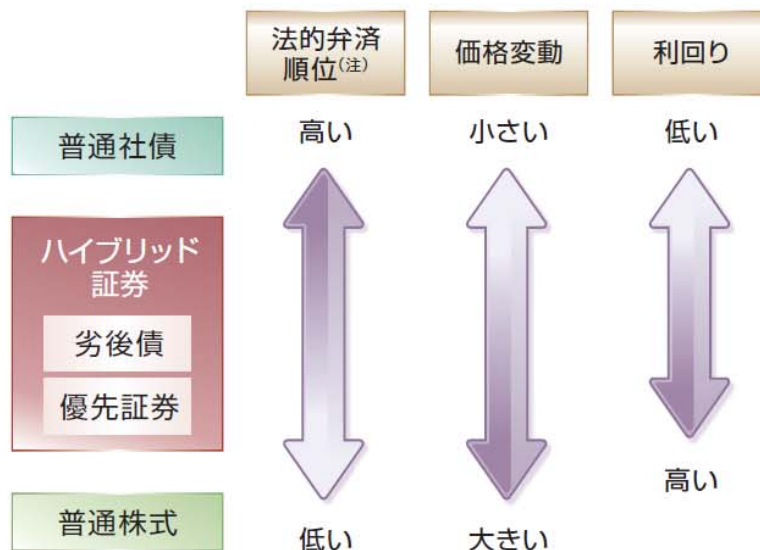 法的弁済
順位(注)
価格変動
利回り
普通社債
高い
小さい
低い
ハイブリッド
証券
劣後債
優先証券
高い
普通株式
低い
大きい